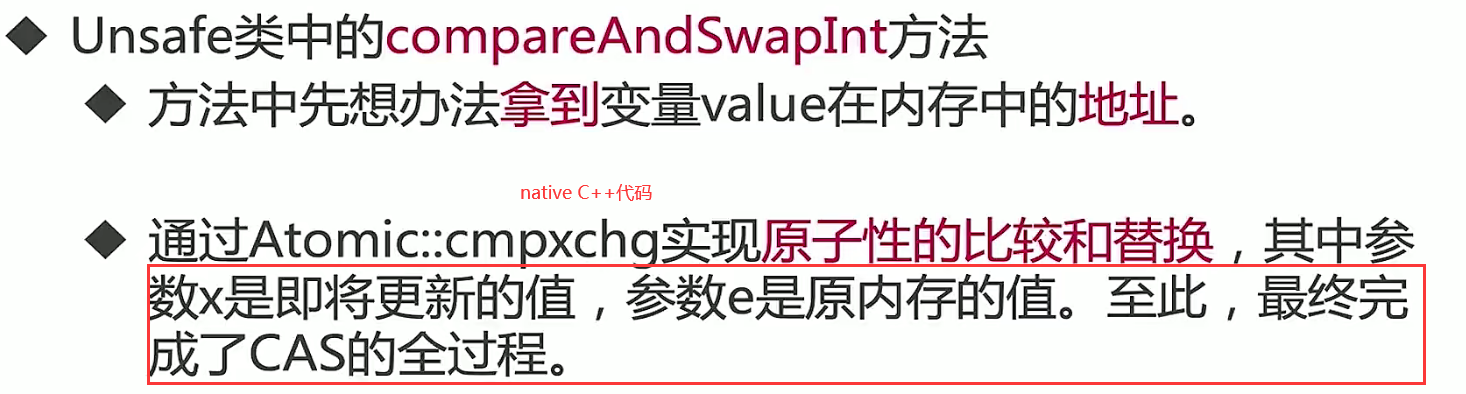 Unsafe类中的compareAndSwapInt方法
方法中先想办法拿到变量value在内存中的地址。
native C++代码
通过Atomic::cmpxchg实现原子性的比较和替换，其中参
数x是即将更新的值，参数e是原内存的值。至此，最终完
成了CAS的全过程。